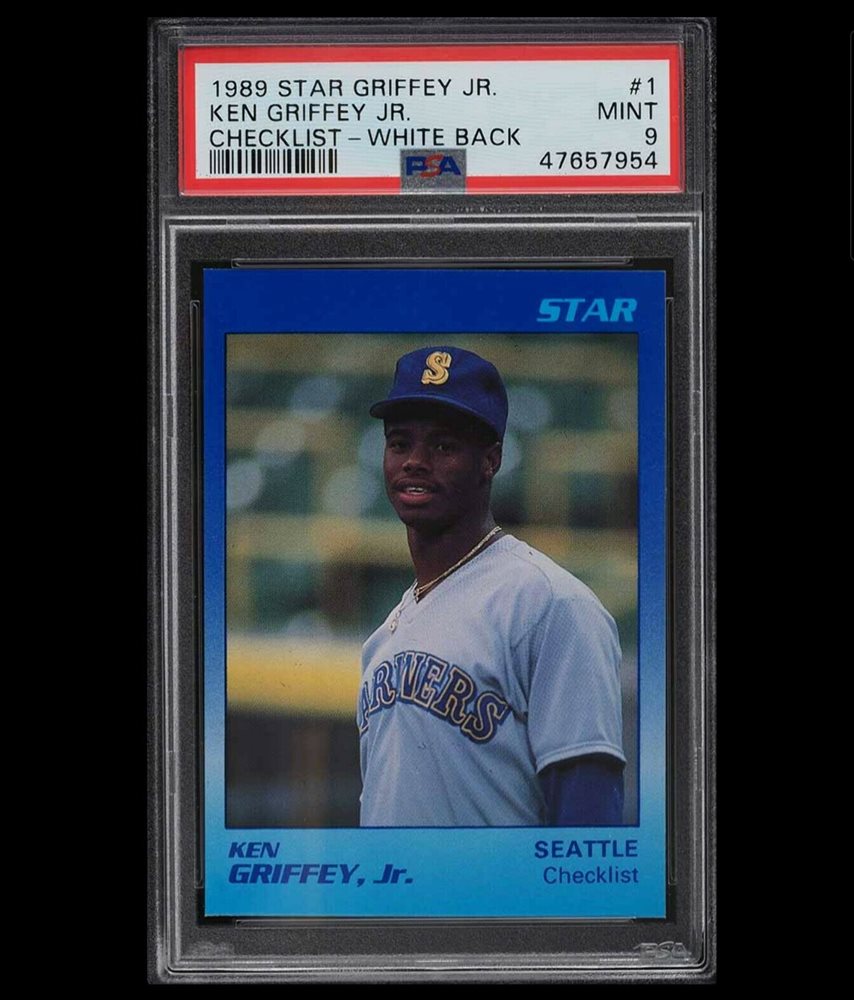 1989 STAR GRIFFEY JR. #1
KEN GRIFFEY JR. MINT
CHECKLIST – WHITE BACK 9
PSA 47657954
STAR
S
MARINERS
KEN SEATTLE
GRIFFEY, Jr. Checklist
PSA